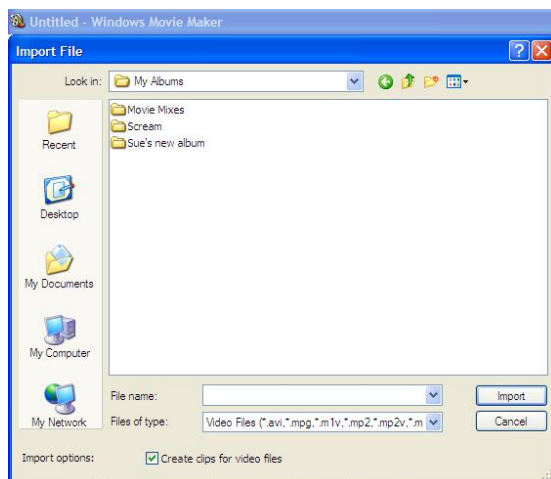 Untitled - Windows Movie Maker
Import File
Look in: My Albums
Movie Mixes
Scream
Sue's new album
Recent
Desktop
My Documents
My Computer
My Network
File name:
Import
Files of type: Video Files (*.avi,*.mpg,*.m1v,*.mp2,*.mp2v,*.m
Cancel
Import options: Create clips for video files